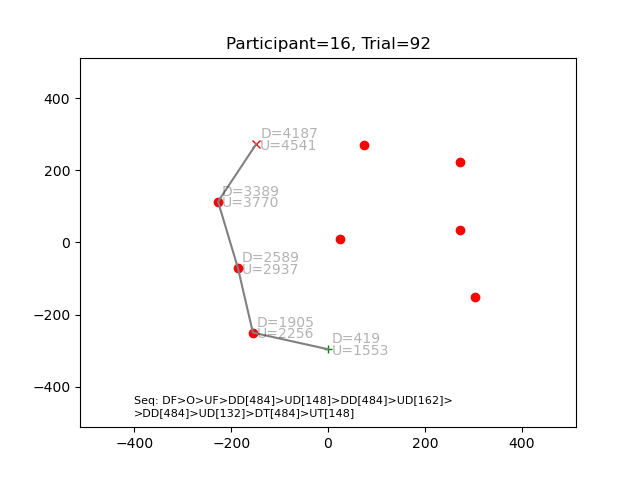 Participant=16, Trial=92
400
200
0
−200
−400
D=4187
U=4541
D=3389
U=3770
D=2589
U=2937
D=1905
U=2256
D=419
U=1553
Seq: DF>O>UF>DD[484]>UD[148]>DD[484]>UD[162]>
>DD[484]>UD[132]>DT[484]>UT[148]
−400 −200 0 200 400